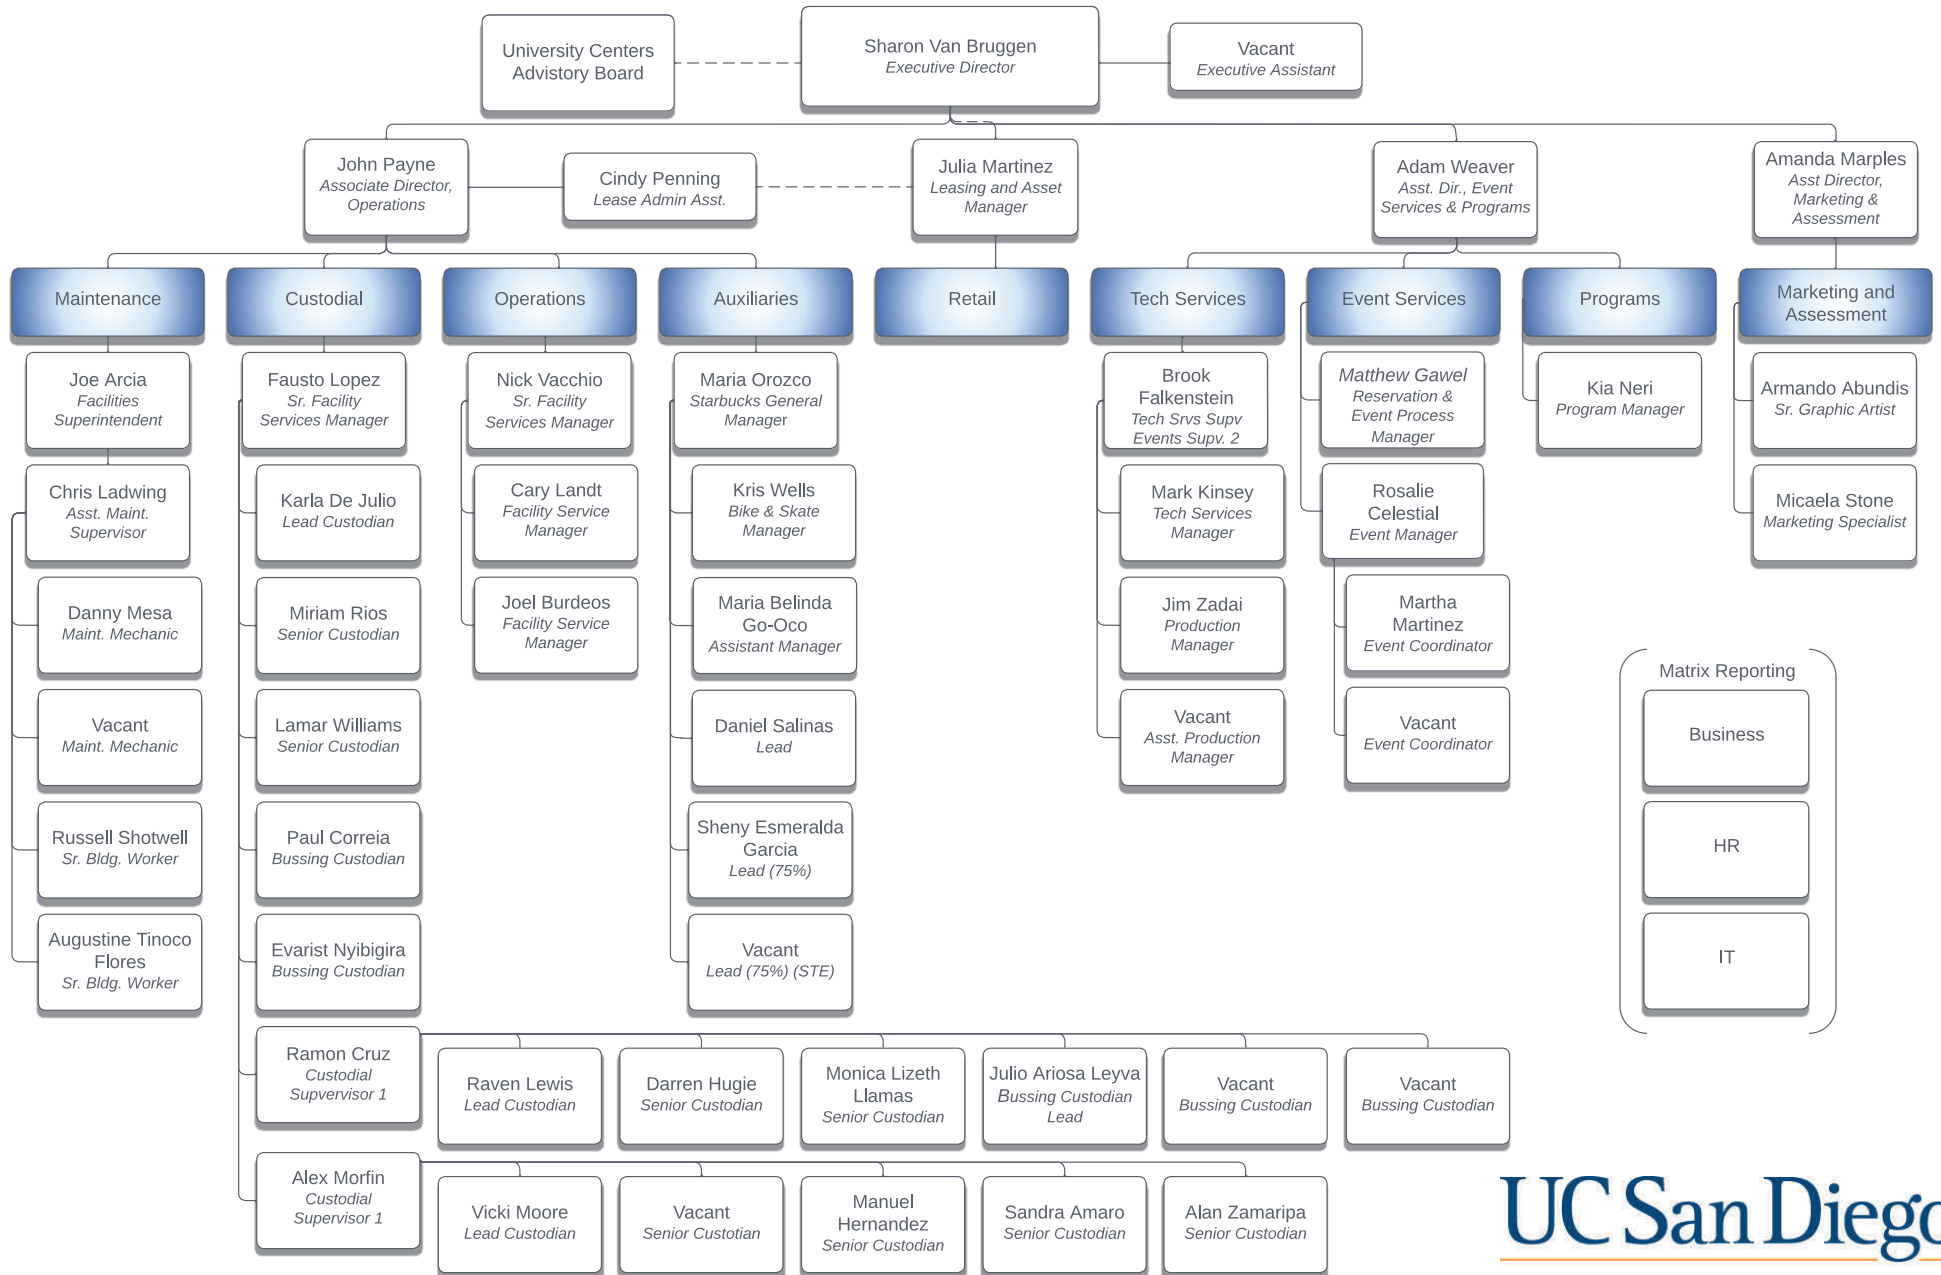 University Centers
Advistory Board
Sharon Van Bruggen
Executive Director
Vacant
Executive Assistant
John Payne
Associate Director,
Operations
Cindy Penning
Lease Admin Asst.
Julia Martinez
Leasing and Asset
Manager
Adam Weaver
Asst. Dir., Event
Services & Programs
Amanda Marples
Asst Director,
Marketing &
Assessment
Maintenance
Custodial
Operations
Auxiliaries
Retail
Tech Services
Event Services
Programs
Marketing and
Assessment
Joe Arcia
Facilities
Superintendent
Fausto Lopez
Sr. Facility
Services Manager
Nick Vacchio
Sr. Facility
Services Manager
Maria Orozco
Starbucks General
Manager
Brook
Falkenstein
Tech Srvs Supv
Events Supv. 2
Matthew Gawel
Reservation &
Event Process
Manager
Kia Neri
Program Manager
Armando Abundis
Sr. Graphic Artist
Chris Ladwing
Asst. Maint.
Supervisor
Karla De Julio
Lead Custodian
Cary Landt
Facility Service
Manager
Kris Wells
Bike & Skate
Manager
Mark Kinsey
Tech Services
Manager
Rosalie
Celestial
Event Manager
Micaela Stone
Marketing Specialist
Danny Mesa
Maint. Mechanic
Miriam Rios
Senior Custodian
Joel Burdeos
Facility Service
Manager
Maria Belinda
Go-Oco
Assistant Manager
Jim Zadai
Production
Manager
Martha
Martinez
Event Coordinator
Vacant
Maint. Mechanic
Lamar Williams
Senior Custodian
Daniel Salinas
Lead
Vacant
Asst. Production
Manager
Vacant
Event Coordinator
Matrix Reporting
Business
HR
IT
Russell Shotwell
Sr. Bldg. Worker
Paul Correia
Bussing Custodian
Sheny Esmeralda
Garcia
Lead (75%)
Augustine Tinoco
Flores
Sr. Bldg. Worker
Evarist Nyibigira
Bussing Custodian
Vacant
Lead (75%) (STE)
Ramon Cruz
Custodial
Supvervisor 1
Raven Lewis
Lead Custodian
Darren Hugie
Senior Custodian
Monica Lizeth
Llamas
Senior Custodian
Julio Ariosa Leyva
Bussing Custodian
Lead
Vacant
Bussing Custodian
Vacant
Bussing Custodian
Alex Morfin
Custodial
Supervisor 1
Vicki Moore
Lead Custodian
Vacant
Senior Custotian
Manuel
Hernandez
Senior Custodian
Sandra Amaro
Senior Custodian
Alan Zamaripa
Senior Custodian
UC San Diego